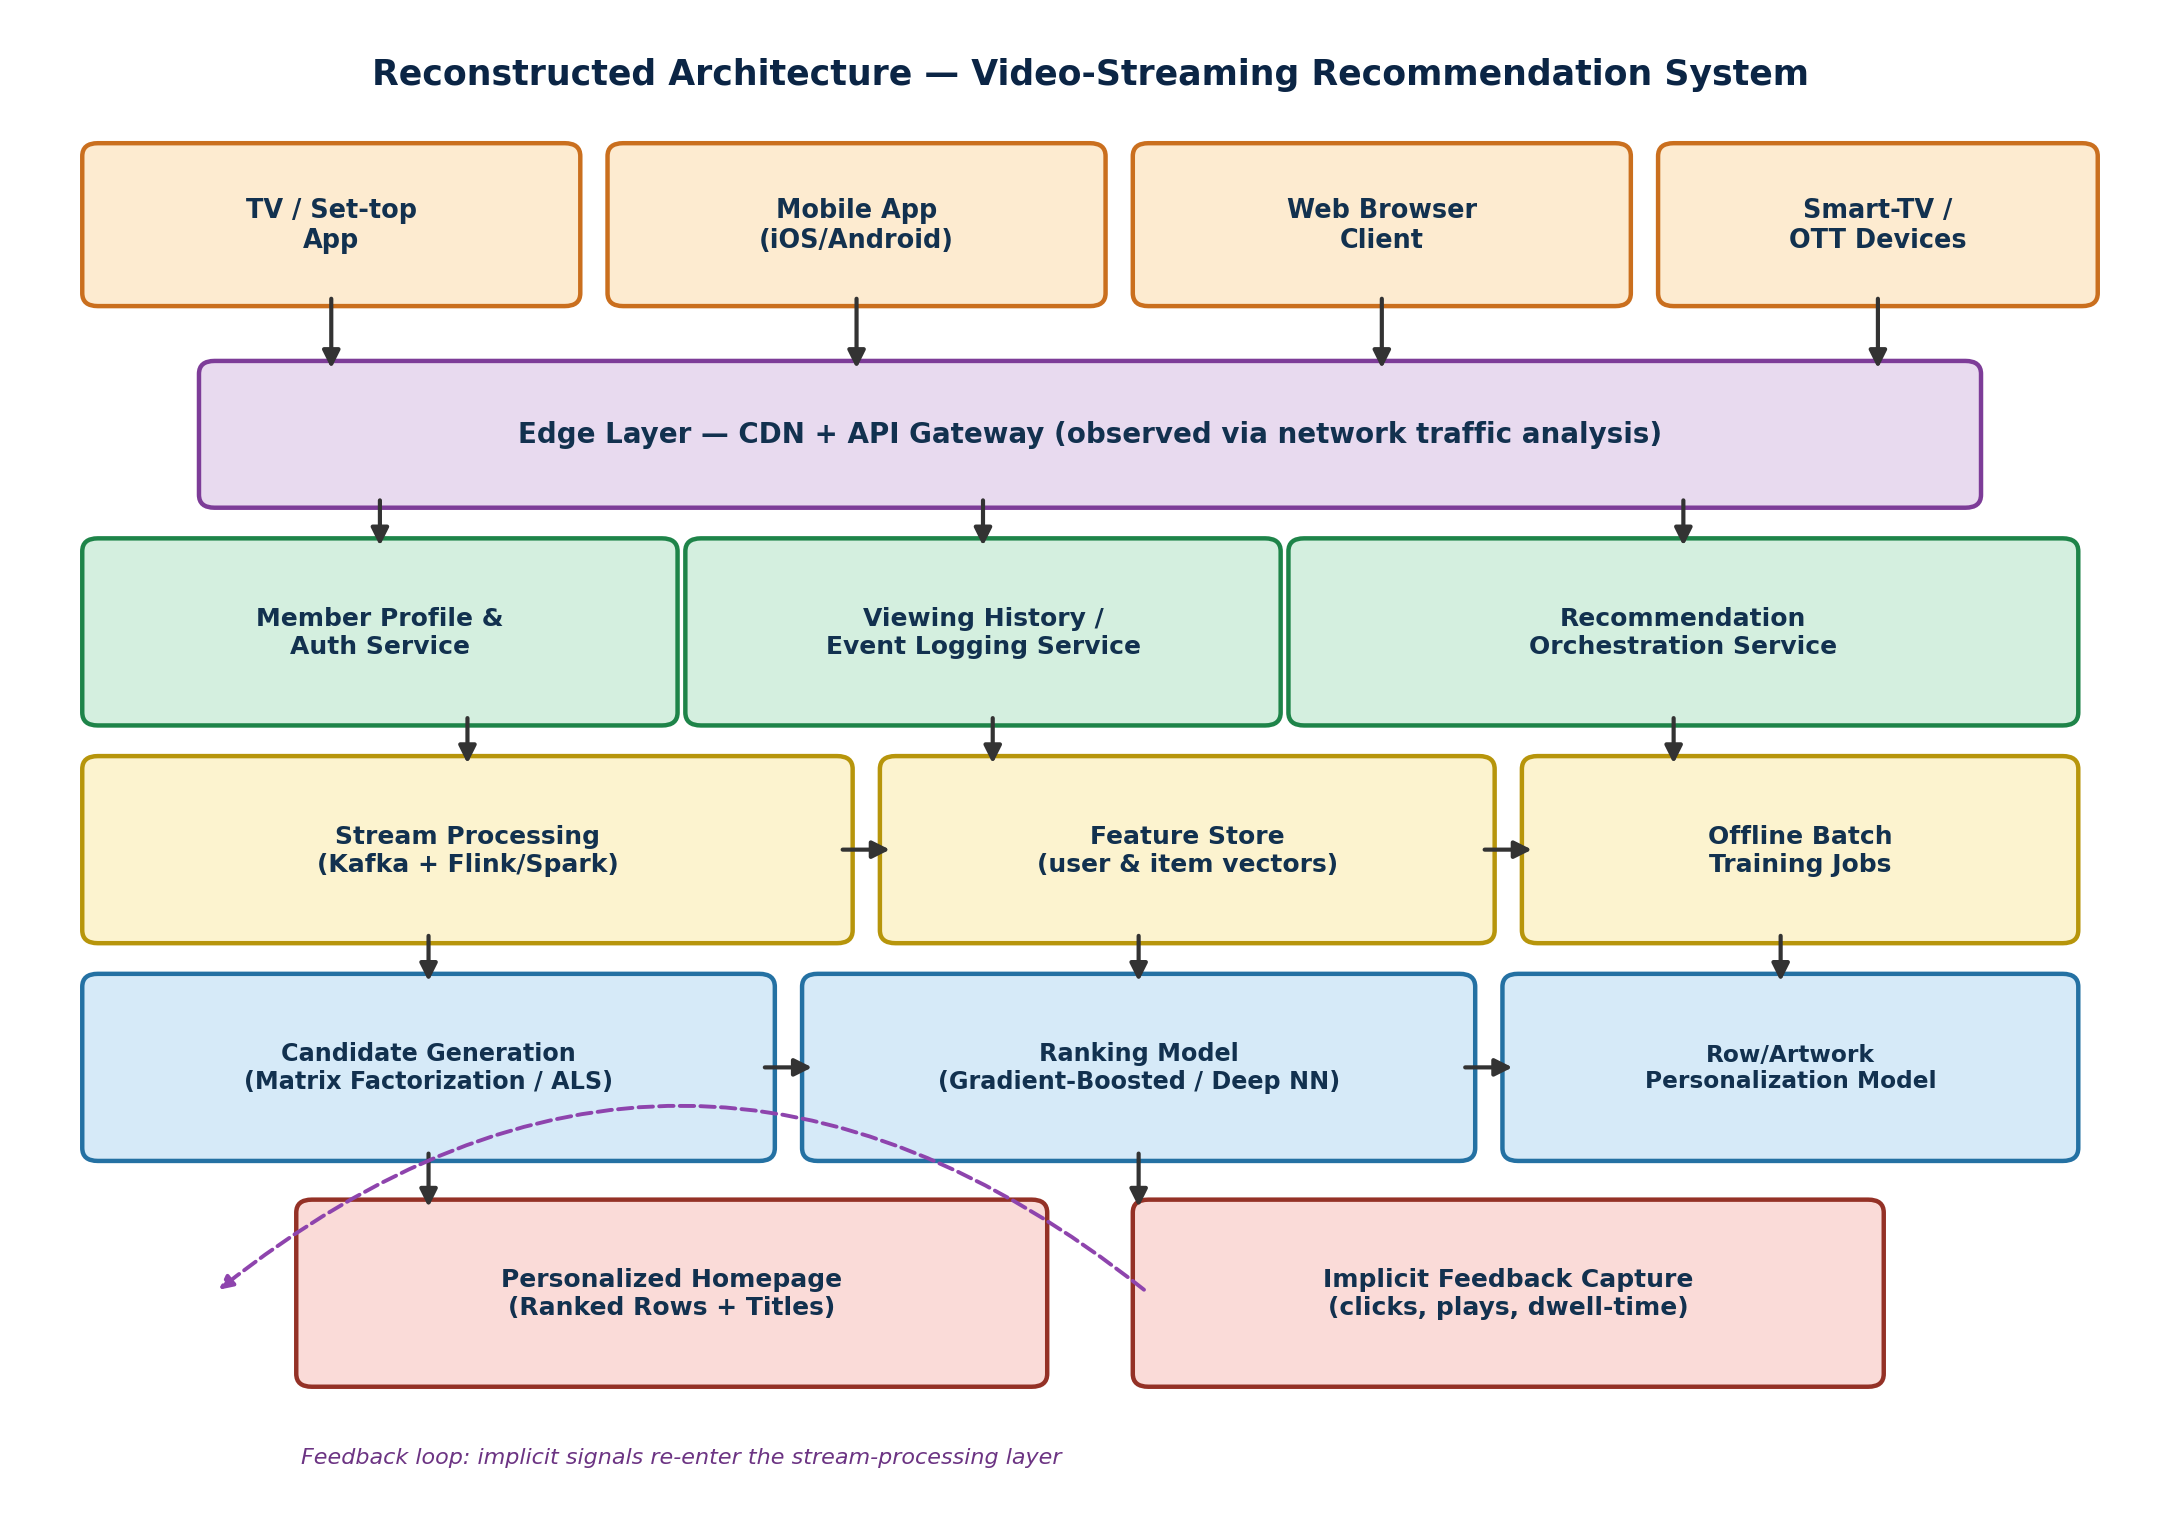 Reconstructed Architecture — Video-Streaming Recommendation System
TV / Set-top
App
Mobile App
(iOS/Android)
Web Browser
Client
Smart-TV /
OTT Devices
Edge Layer — CDN + API Gateway (observed via network traffic analysis)
Member Profile &
Auth Service
Viewing History /
Event Logging Service
Recommendation
Orchestration Service
Stream Processing
(Kafka + Flink/Spark)
Feature Store
(user & item vectors)
Offline Batch
Training Jobs
Candidate Generation
(Matrix Factorization / ALS)
Ranking Model
(Gradient-Boosted / Deep NN)
Row/Artwork
Personalization Model
Personalized Homepage
(Ranked Rows + Titles)
Implicit Feedback Capture
(clicks, plays, dwell-time)
Feedback loop: implicit signals re-enter the stream-processing layer